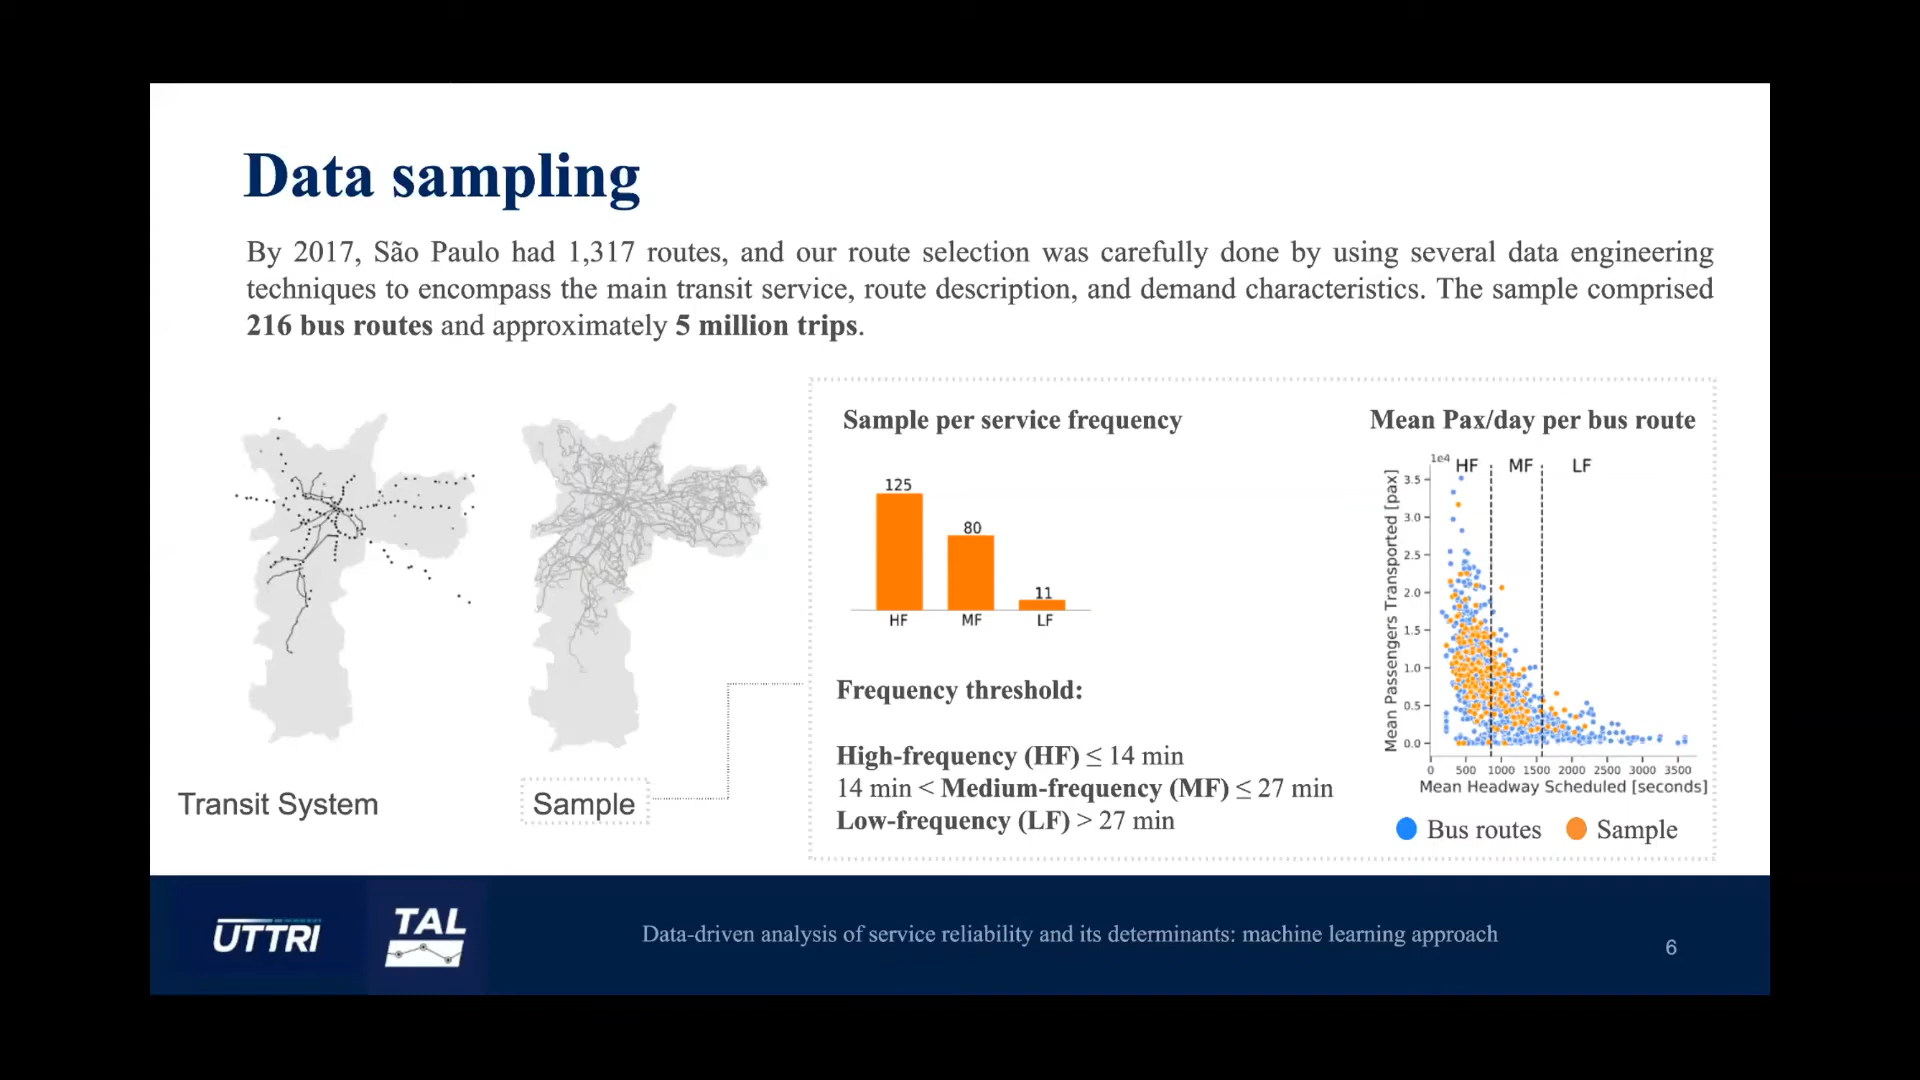 Data sampling
By 2017, São Paulo had 1,317 routes, and our route selection was carefully done by using several data engineering
techniques to encompass the main transit service, route description, and demand characteristics. The sample comprised
216 bus routes and approximately 5 million trips.
Transit System
Sample
Sample per service frequency
125
80
11
HF MF LF
Frequency threshold:
High-frequency (HF) ≤ 14 min
14 min < Medium-frequency (MF) ≤ 27 min
Low-frequency (LF) > 27 min
Mean Pax/day per bus route
1e4 HF MF LF
Mean Passengers Transported [pax]
3.5
3.0
2.5
2.0
1.5
1.0
0.5
0.0
0 500 1000 1500 2000 2500 3000 3500
Mean Headway Scheduled [seconds]
Bus routes Sample
UTTRI
TAL
Data-driven analysis of service reliability and its determinants: machine learning approach
6